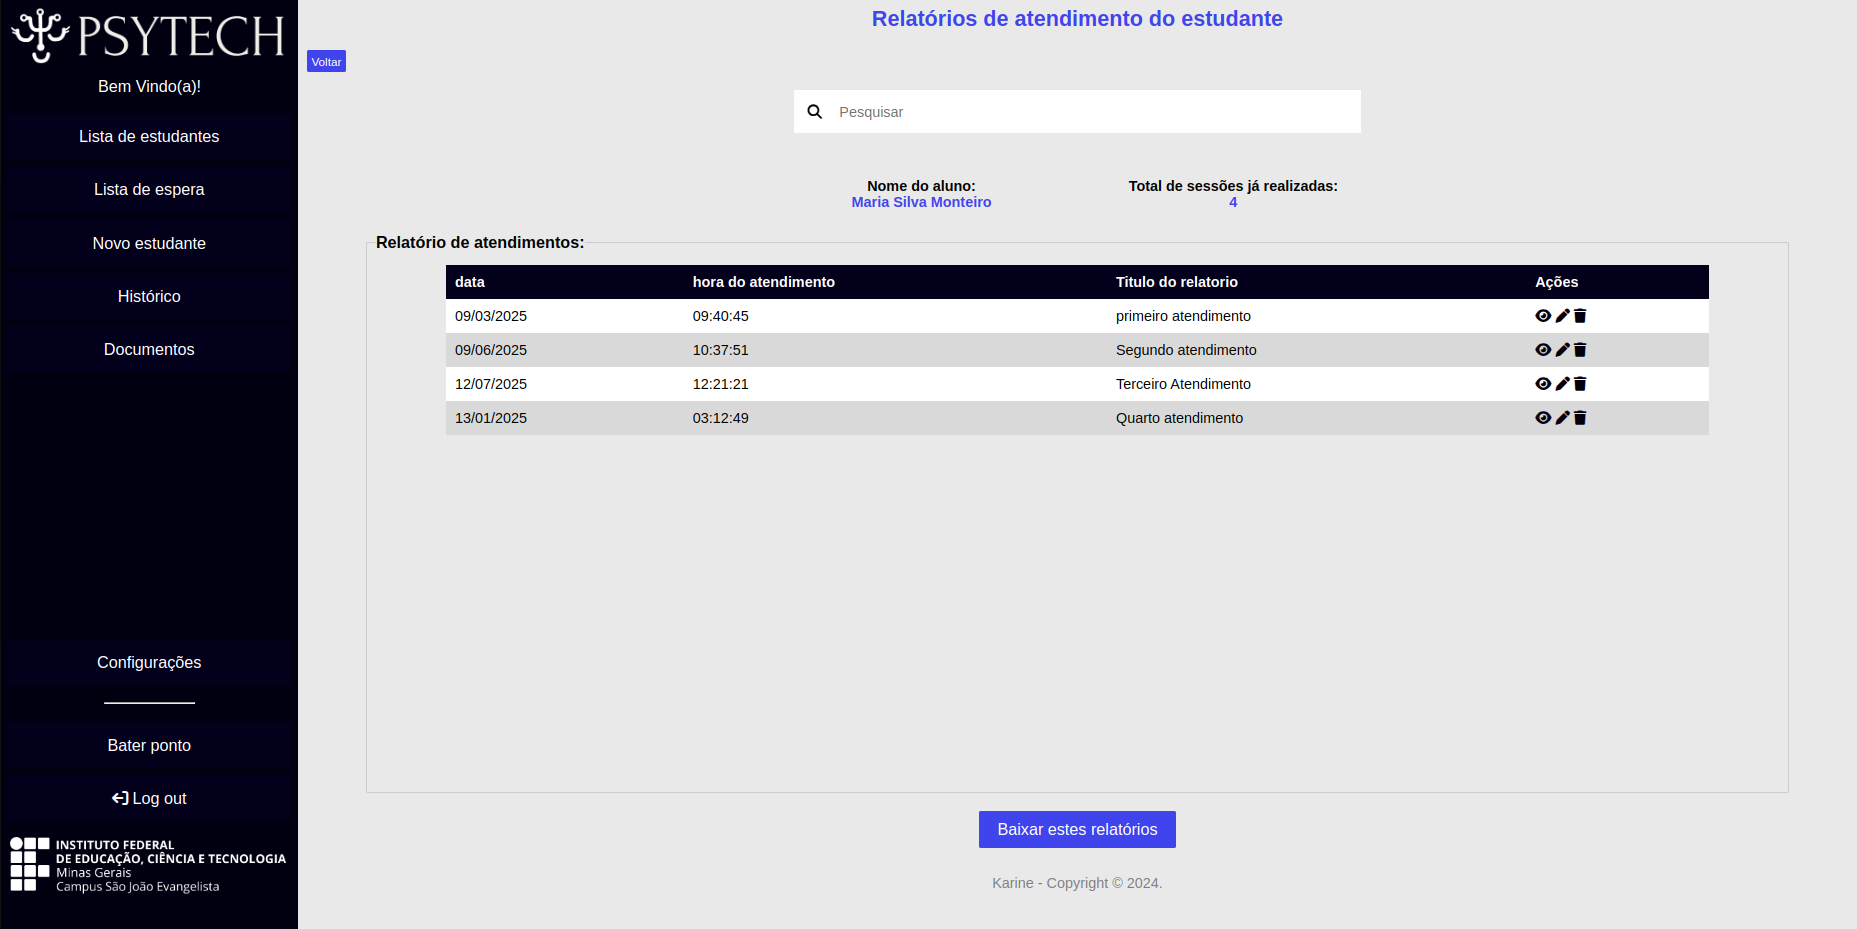 PSYTECH
Bem Vindo(a)!
Lista de estudantes
Lista de espera
Novo estudante
Histórico
Documentos
Configurações
Bater ponto
Log out
INSTITUTO FEDERAL
DE EDUCAÇÃO, CIÊNCIA E TECNOLOGIA
Minas Gerais
Campus São João Evangelista
Relatórios de atendimento do estudante
Voltar
Pesquisar
Nome do aluno: Total de sessões já realizadas:
Maria Silva Monteiro 4
Relatório de atendimentos:
data hora do atendimento Titulo do relatorio Ações
09/03/2025 09:40:45 primeiro atendimento
09/06/2025 10:37:51 Segundo atendimento
12/07/2025 12:21:21 Terceiro Atendimento
13/01/2025 03:12:49 Quarto atendimento
Baixar estes relatórios
Karine - Copyright © 2024.